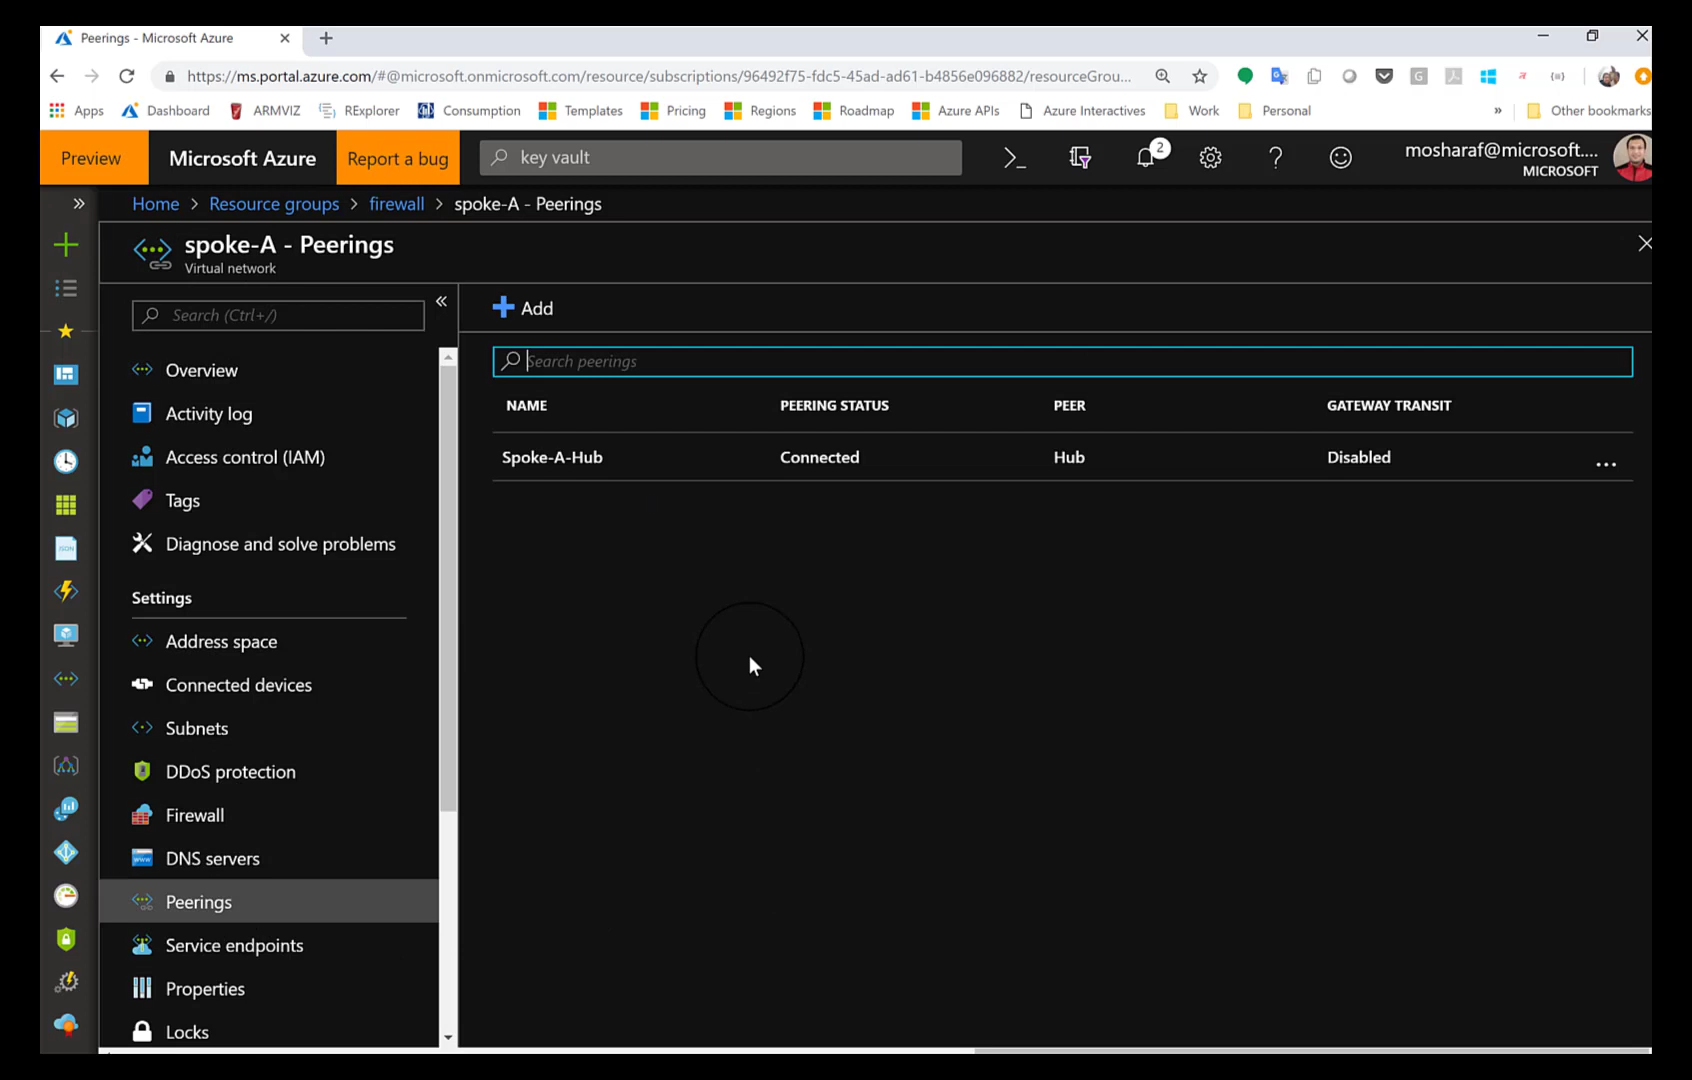 Peerings - Microsoft Azure
https://ms.portal.azure.com/#@microsoft.onmicrosoft.com/resource/subscriptions/96492f75-fdc5-45ad-ad61-b4856e096882/resourceGrou...
Apps Dashboard ARMVIZ RExplorer Consumption Templates Pricing Regions Roadmap Azure APIs Azure Interactives Work Personal » Other bookmarks
Preview Microsoft Azure Report a bug key vault 2 mosharaf@microsoft....
MICROSOFT
Home > Resource groups > firewall > spoke-A - Peerings
spoke-A - Peerings
Virtual network
Search (Ctrl+/)
Overview
Activity log
Access control (IAM)
Tags
Diagnose and solve problems
Settings
Address space
Connected devices
Subnets
DDoS protection
Firewall
DNS servers
Peerings
Service endpoints
Properties
Locks
Add
Search peerings
NAME PEERING STATUS PEER GATEWAY TRANSIT
Spoke-A-Hub Connected Hub Disabled ...